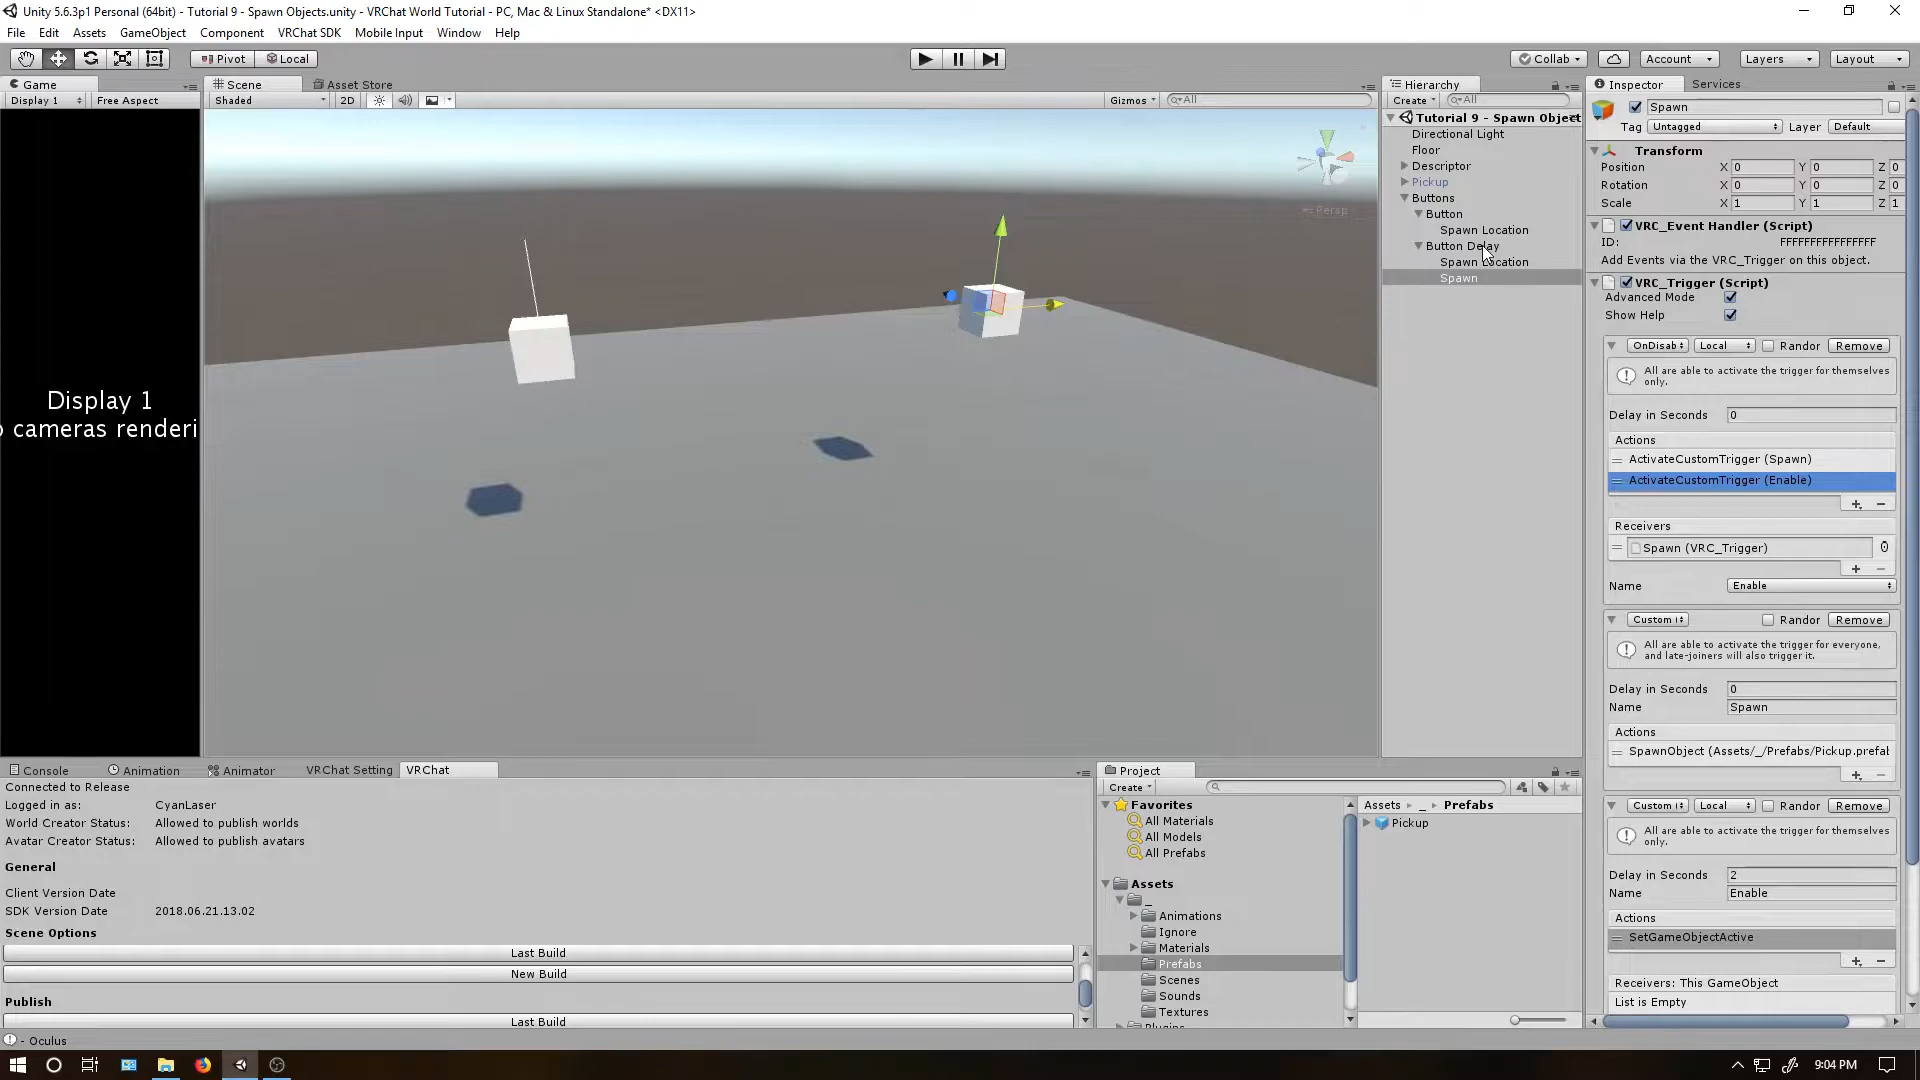 Unity 5.6.3p1 Personal (64bit) - Tutorial 9 - Spawn Objects.unity - VRChat World Tutorial - PC, Mac & Linux Standalone* <DX11>
File Edit Assets GameObject Component VRChat SDK Mobile Input Window Help
Pivot Local Collab Account Layers Layout
Game
Display 1 Free Aspect
Display 1
o cameras renderi
Scene Asset Store
Shaded 2D Gizmos All
Persp
Hierarchy
Create All
Tutorial 9 - Spawn Object
Directional Light
Floor
Descriptor
Pickup
Buttons
Button
Spawn Location
Button Delay
Spawn Location
Spawn
Inspector Services
Spawn
Tag Untagged Layer Default
Transform
Position X 0 Y 0 Z 0
Rotation X 0 Y 0 Z 0
Scale X 1 Y 1 Z 1
VRC_Event Handler (Script)
ID: FFFFFFFFFFFFFFFF
Add Events via the VRC_Trigger on this object.
VRC_Trigger (Script)
Advanced Mode
Show Help
OnDisab Local Randor Remove
All are able to activate the trigger for themselves
only.
Delay in Seconds 0
Actions
ActivateCustomTrigger (Spawn)
ActivateCustomTrigger (Enable)
Receivers
Spawn (VRC_Trigger)
Name Enable
Custom Randor Remove
All are able to activate the trigger for everyone,
and late-joiners will also trigger it.
Delay in Seconds 0
Name Spawn
Actions
SpawnObject (Assets/_/Prefabs/Pickup.prefal
Custom Local Randor Remove
All are able to activate the trigger for themselves
only.
Delay in Seconds 2
Name Enable
Actions
SetGameObjectActive
Receivers: This GameObject
List is Empty
Console Animation Animator VRChat Setting VRChat
Connected to Release
Logged in as: CyanLaser
World Creator Status: Allowed to publish worlds
Avatar Creator Status: Allowed to publish avatars
General
Client Version Date
SDK Version Date 2018.06.21.13.02
Scene Options
Last Build
New Build
Publish
Last Build
Project
Create
Favorites
All Materials
All Models
All Prefabs
Assets
_
Animations
Ignore
Materials
Prefabs
Scenes
Sounds
Textures
Assets _ Prefabs
Pickup
- Oculus
9:04 PM